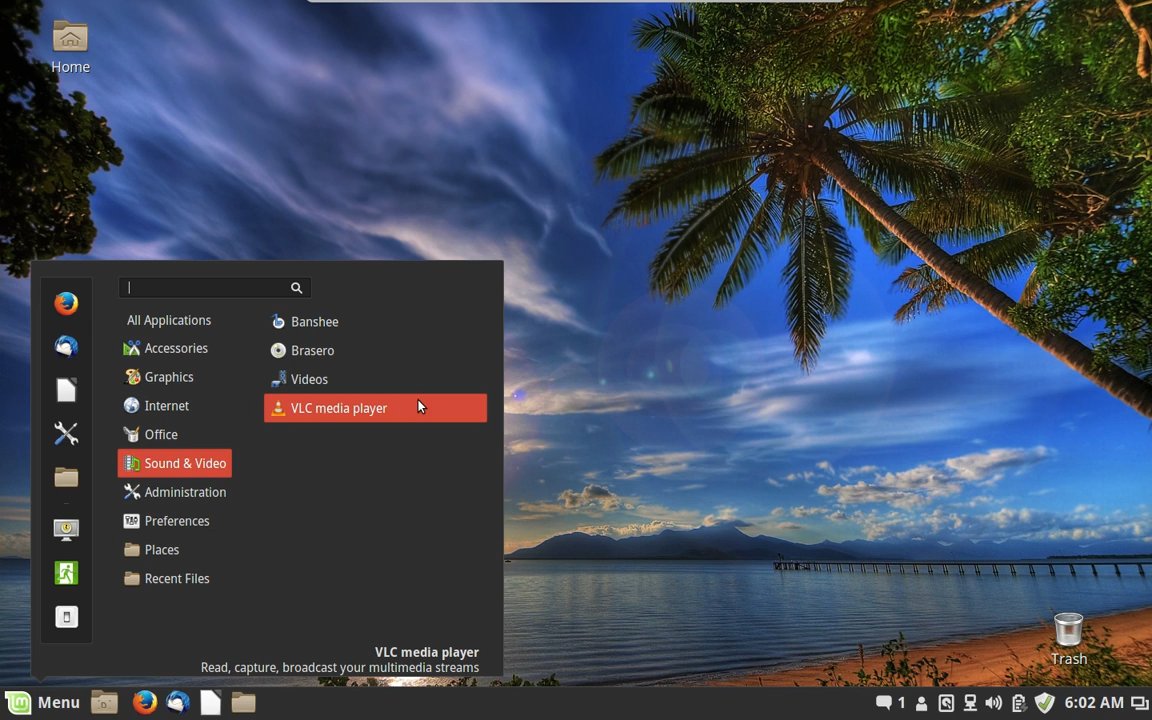 Home
All Applications
Accessories
Graphics
Internet
Office
Sound & Video
Administration
Preferences
Places
Recent Files
Banshee
Brasero
Videos
VLC media player
VLC media player
Read, capture, broadcast your multimedia streams
Trash
Menu
1
6:02 AM